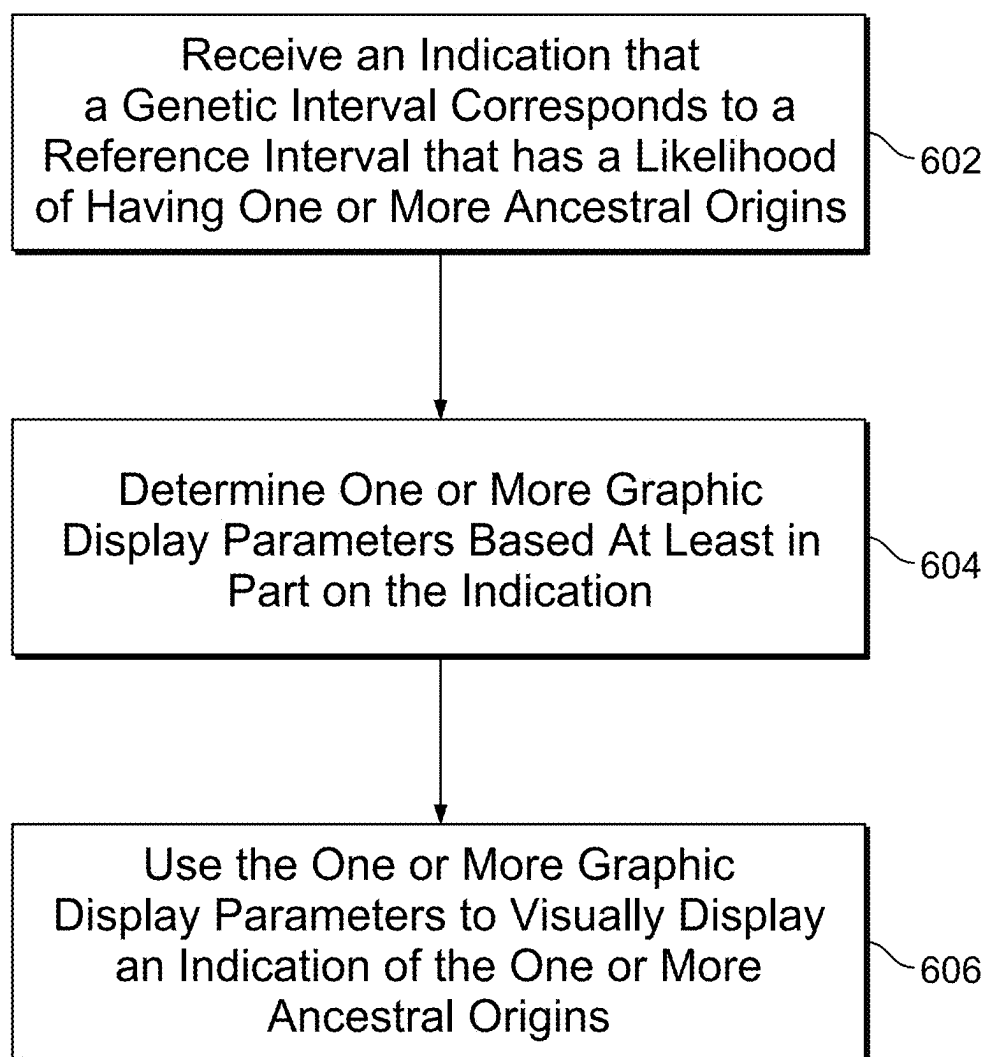 Receive an Indication that
a Genetic Interval Corresponds to a
Reference Interval that has a Likelihood
of Having One or More Ancestral Origins
602
Determine One or More Graphic
Display Parameters Based At Least in
Part on the Indication
604
Use the One or More Graphic
Display Parameters to Visually Display
an Indication of the One or More
Ancestral Origins
606